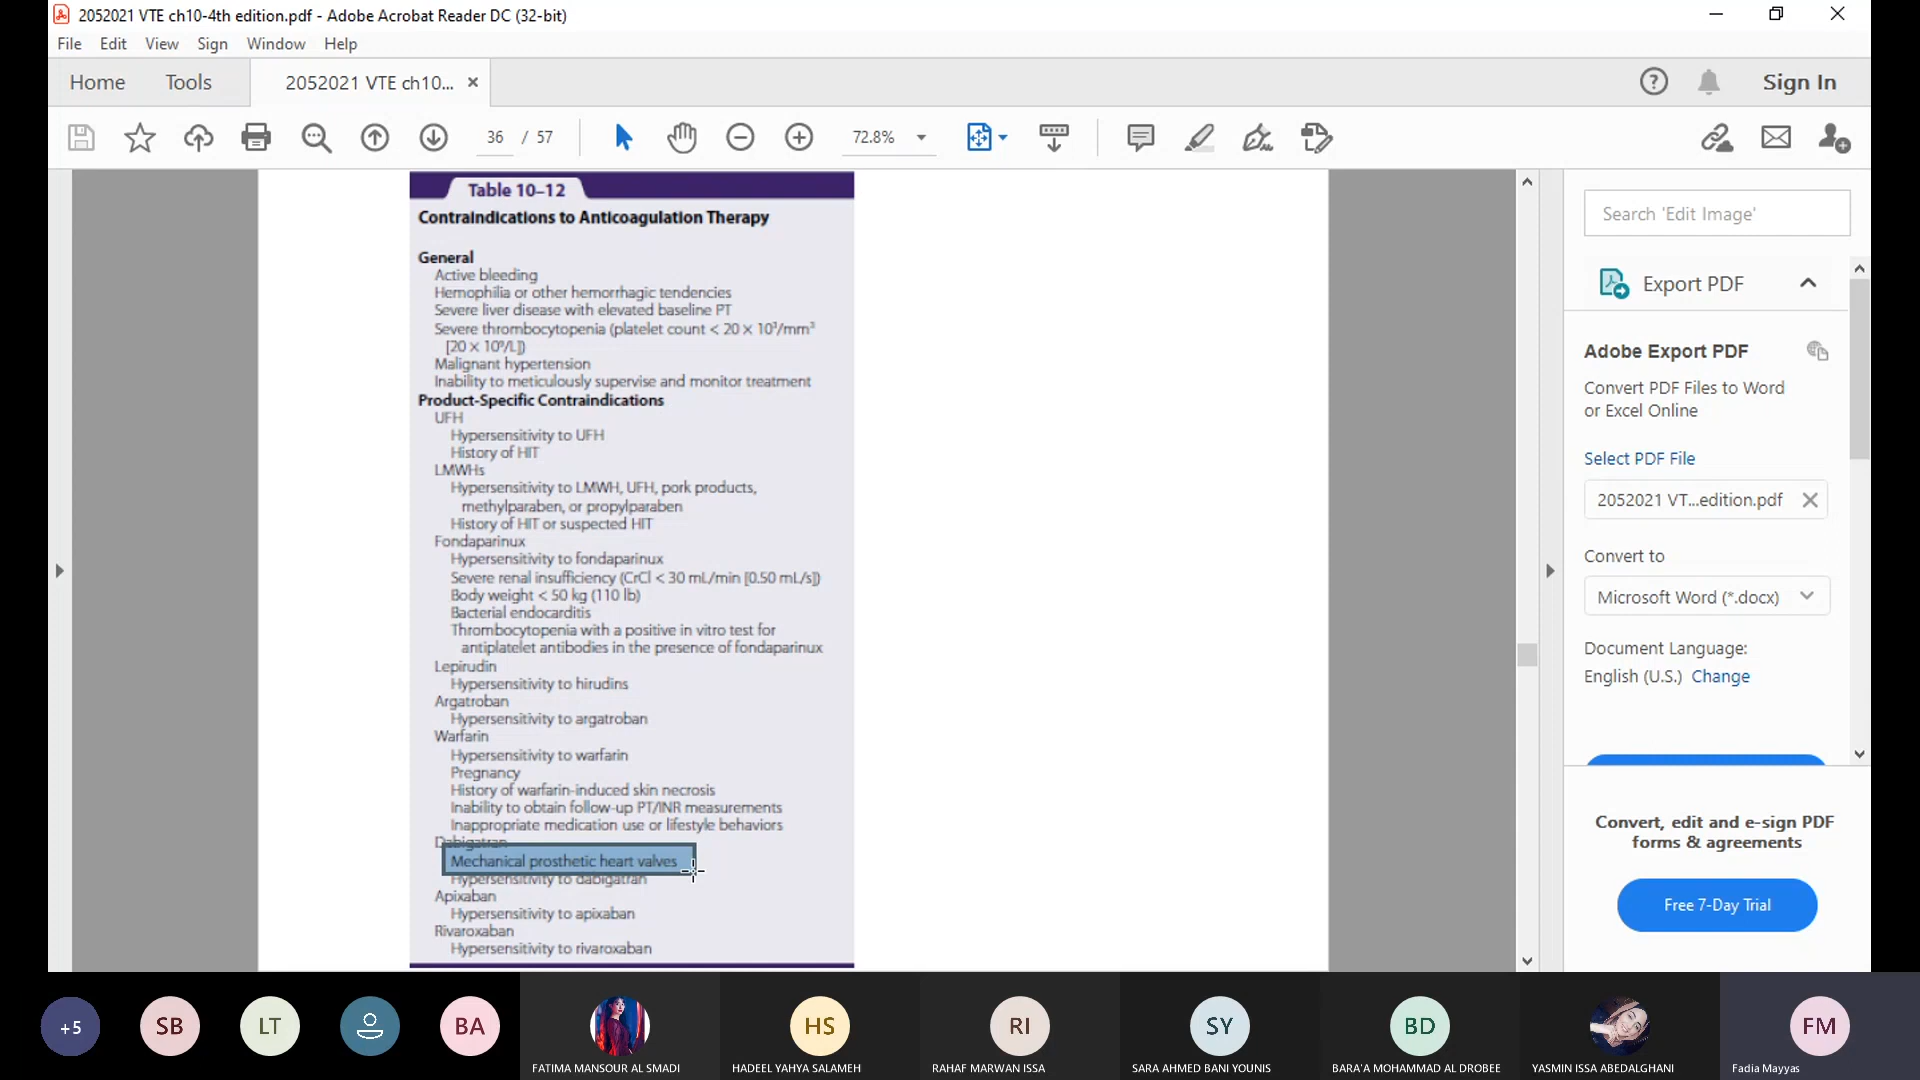 2052021 VTE ch10-4th edition.pdf - Adobe Acrobat Reader DC (32-bit)
File Edit View Sign Window Help
Home Tools 2052021 VTE ch10... × Sign In
36 / 57 72.8%
Table 10–12
Contraindications to Anticoagulation Therapy
General
Active bleeding
Hemophilia or other hemorrhagic tendencies
Severe liver disease with elevated baseline PT
Severe thrombocytopenia (platelet count < 20 × 10³/mm³
[20 × 10⁹/L])
Malignant hypertension
Inability to meticulously supervise and monitor treatment
Product-Specific Contraindications
UFH
Hypersensitivity to UFH
History of HIT
LMWHs
Hypersensitivity to LMWH, UFH, pork products,
methylparaben, or propylparaben
History of HIT or suspected HIT
Fondaparinux
Hypersensitivity to fondaparinux
Severe renal insufficiency (CrCl < 30 mL/min [0.50 mL/s])
Body weight < 50 kg (110 lb)
Bacterial endocarditis
Thrombocytopenia with a positive in vitro test for
antiplatelet antibodies in the presence of fondaparinux
Lepirudin
Hypersensitivity to hirudins
Argatroban
Hypersensitivity to argatroban
Warfarin
Hypersensitivity to warfarin
Pregnancy
History of warfarin-induced skin necrosis
Inability to obtain follow-up PT/INR measurements
Inappropriate medication use or lifestyle behaviors
Dabigatran
Mechanical prosthetic heart valves
Hypersensitivity to dabigatran
Apixaban
Hypersensitivity to apixaban
Rivaroxaban
Hypersensitivity to rivaroxaban
Search 'Edit Image'
Export PDF
Adobe Export PDF
Convert PDF Files to Word
or Excel Online
Select PDF File
2052021 VT...edition.pdf
Convert to
Microsoft Word (*.docx)
Document Language:
English (U.S.) Change
Convert, edit and e-sign PDF
forms & agreements
Free 7-Day Trial
+5 SB LT BA HS RI SY BD FM
FATIMA MANSOUR AL SMADI HADEEL YAHYA SALAMEH RAHAF MARWAN ISSA SARA AHMED BANI YOUNIS BARA'A MOHAMMAD AL DROBEE YASMIN ISSA ABEDALGHANI Fadia Mayyas